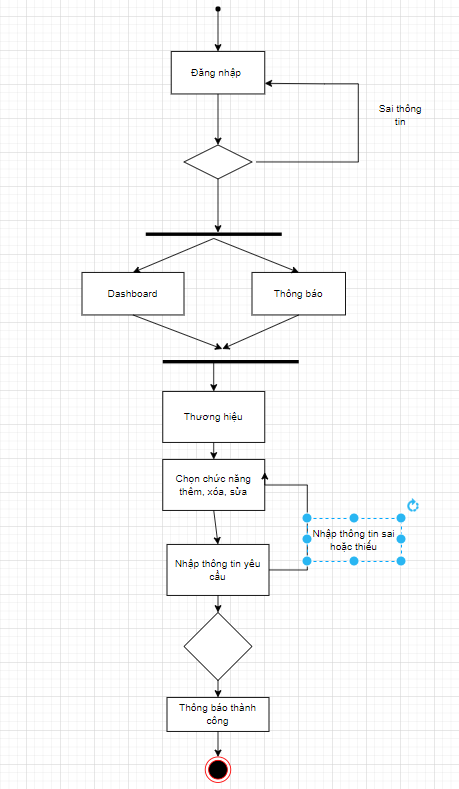 Đăng nhập
Sai thông
tin
Dashboard
Thông báo
Thương hiệu
Chọn chức năng
thêm, xóa, sửa
Nhập thông tin sai
hoặc thiếu
Nhập thông tin yêu
cầu
Thông báo thành
công